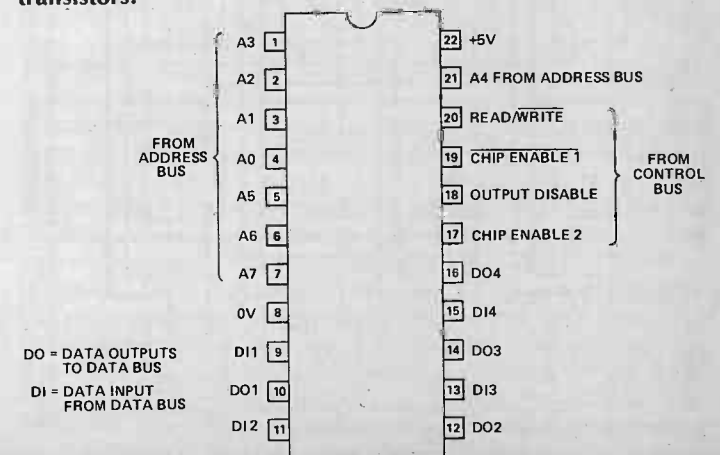 transistors.
A3 1
A2 2
A1 3
A0 4
A5 5
A6 6
A7 7
0V 8
DI1 9
DO1 10
DI2 11
FROM
ADDRESS
BUS
22 +5V
21 A4 FROM ADDRESS BUS
20 READ/WRITE
19 CHIP ENABLE 1
18 OUTPUT DISABLE
17 CHIP ENABLE 2
16 DO4
15 DI4
14 DO3
13 DI3
12 DO2
FROM
CONTROL
BUS
DO = DATA OUTPUTS
TO DATA BUS
DI = DATA INPUT
FROM DATA BUS